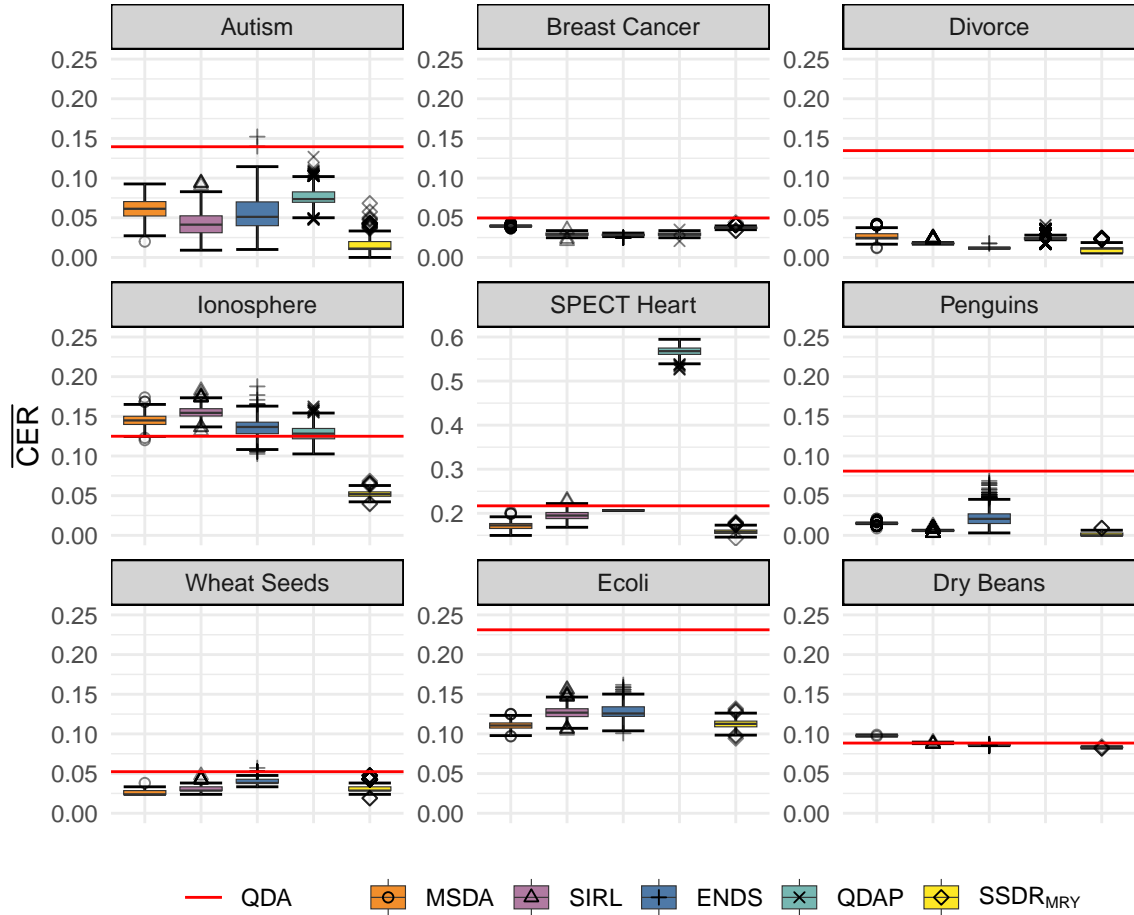 Autism Breast Cancer Divorce
0.25 0.25 0.25
0.20 0.20 0.20
0.15 0.15 0.15
0.10 0.10 0.10
0.05 0.05 0.05
0.00 0.00 0.00
Ionosphere SPECT Heart Penguins
0.25 0.6 0.25
0.20 0.5 0.20
0.15 0.4 0.15
0.10 0.3 0.10
0.05 0.2 0.05
0.00 0.00
CER
Wheat Seeds Ecoli Dry Beans
0.25 0.25 0.25
0.20 0.20 0.20
0.15 0.15 0.15
0.10 0.10 0.10
0.05 0.05 0.05
0.00 0.00 0.00
QDA MSDA SIRL ENDS QDAP SSDR_MRY